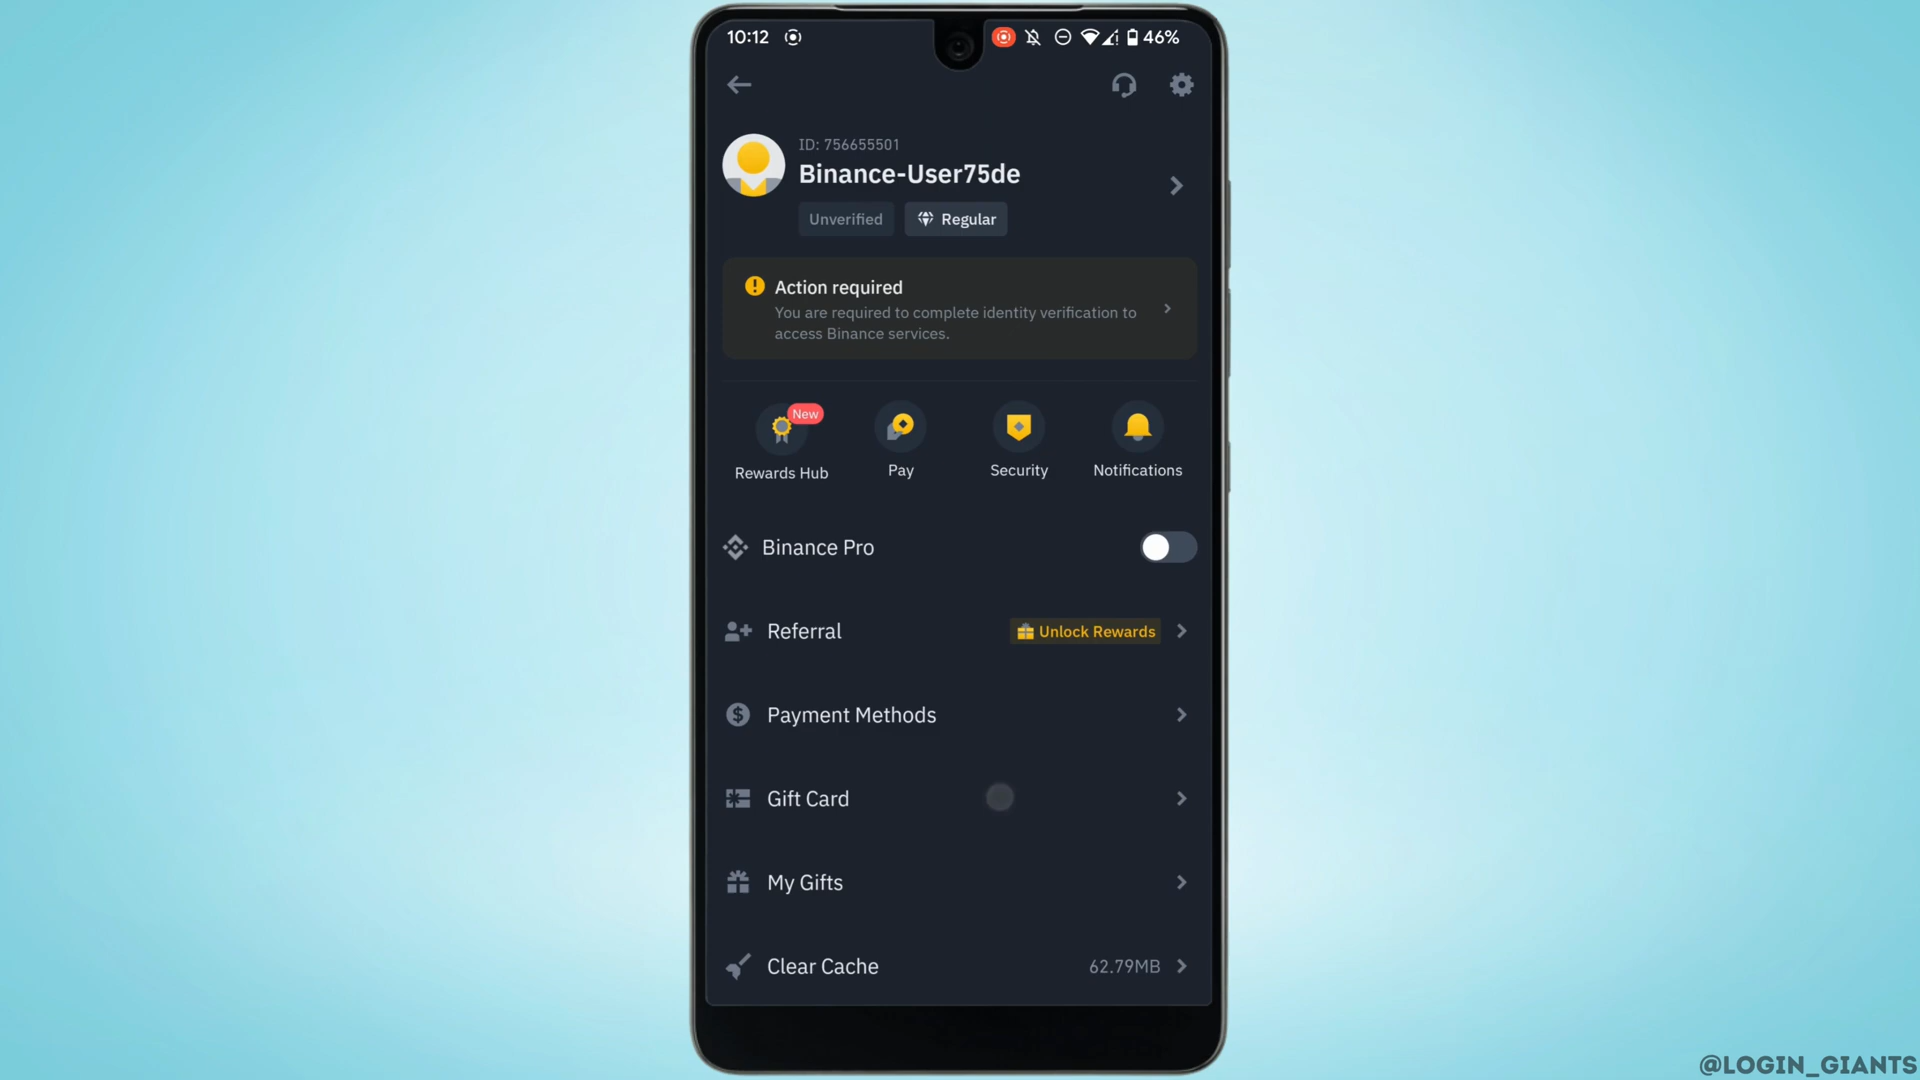 10:12
46%
ID: 756655501
Binance-User75de
Unverified
Regular
Action required
You are required to complete identity verification to
access Binance services.
New
Rewards Hub
Pay
Security
Notifications
Binance Pro
Referral
Unlock Rewards
Payment Methods
Gift Card
My Gifts
Clear Cache
62.79MB
@LOGIN_GIANTS